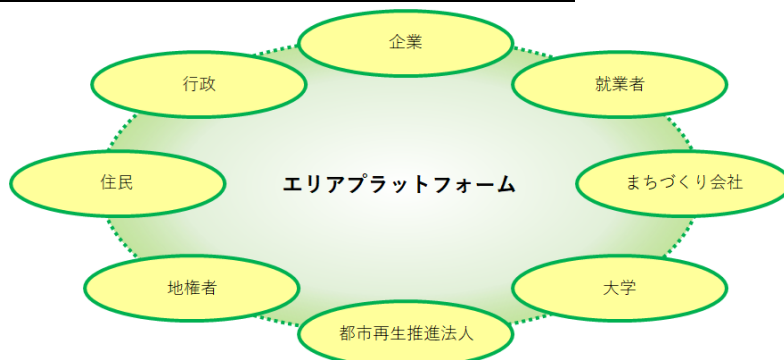 企業
行政
就業者
住民
エリアプラットフォーム
まちづくり会社
地権者
大学
都市再生推進法人